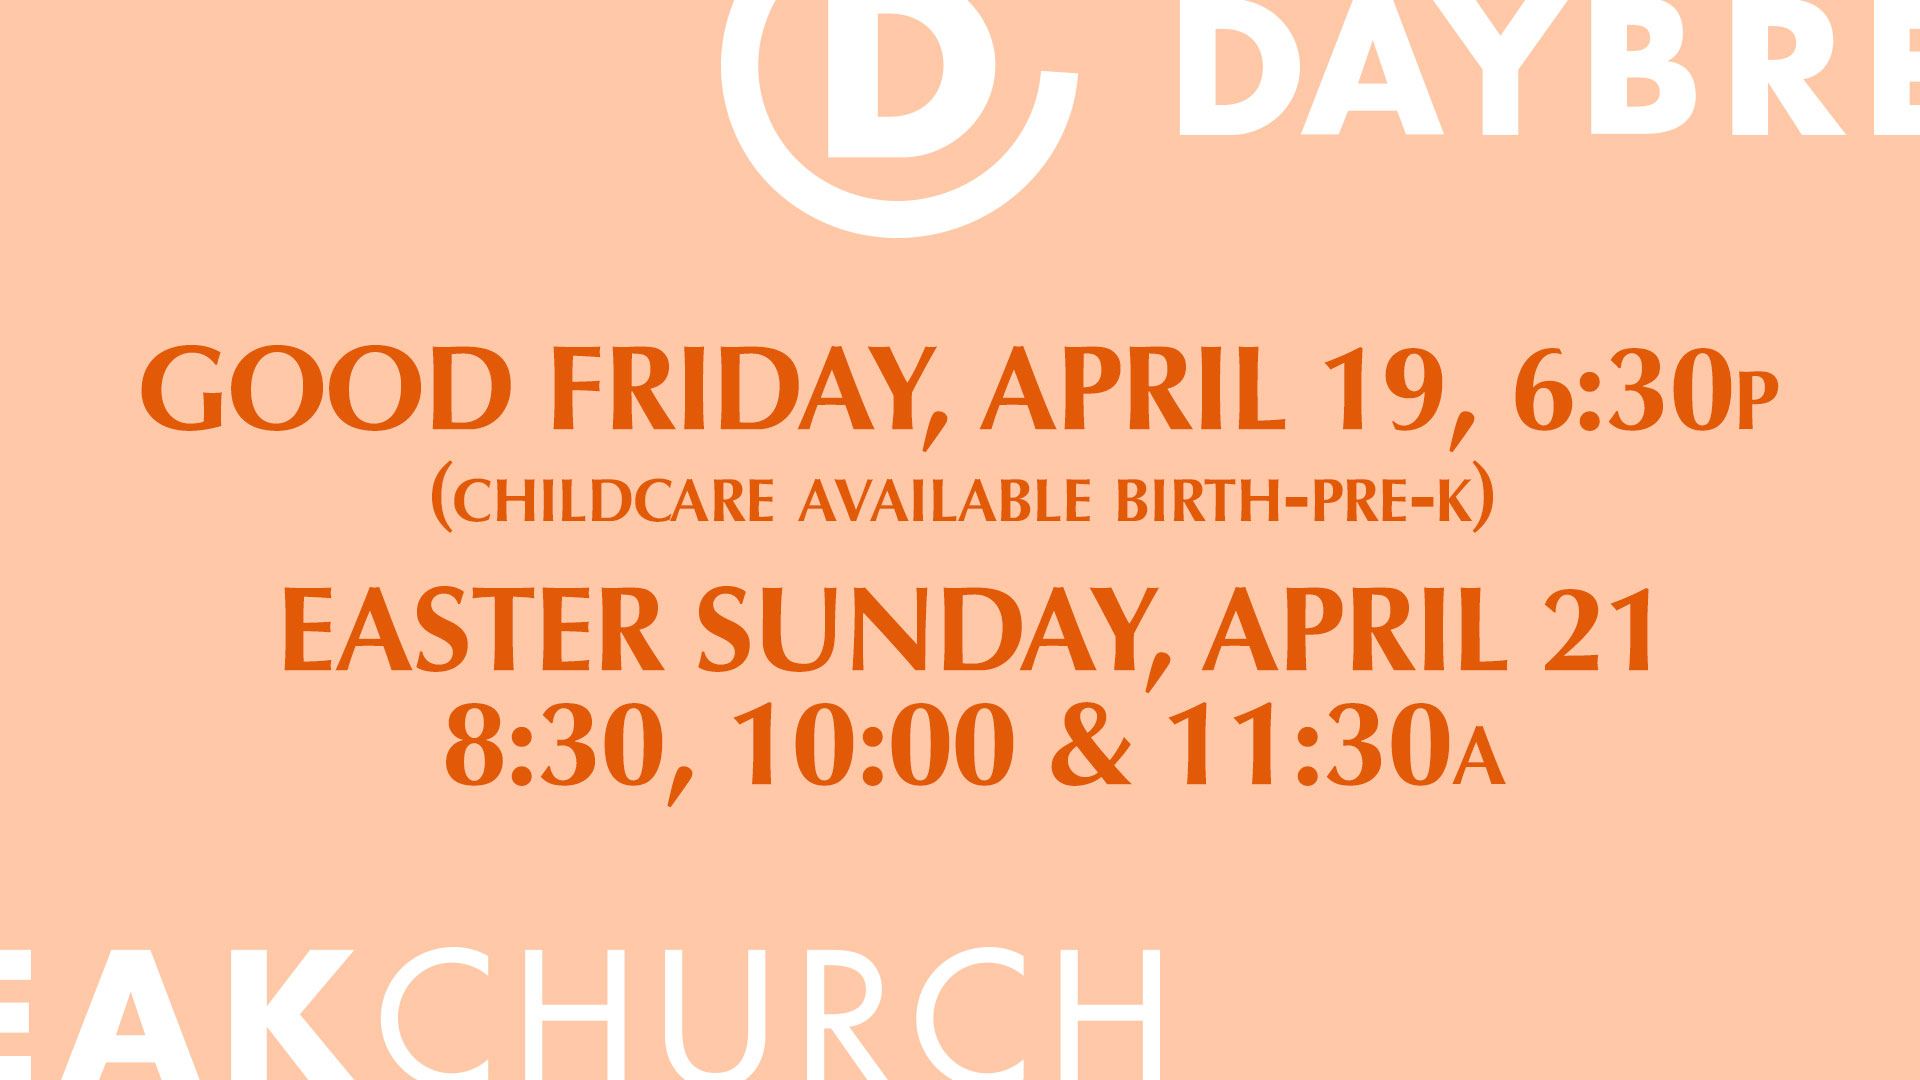 D DAYBRE
GOOD FRIDAY, APRIL 19, 6:30P
(CHILDCARE AVAILABLE BIRTH-PRE-K)
EASTER SUNDAY, APRIL 21
8:30, 10:00 & 11:30A
EAKCHURCH